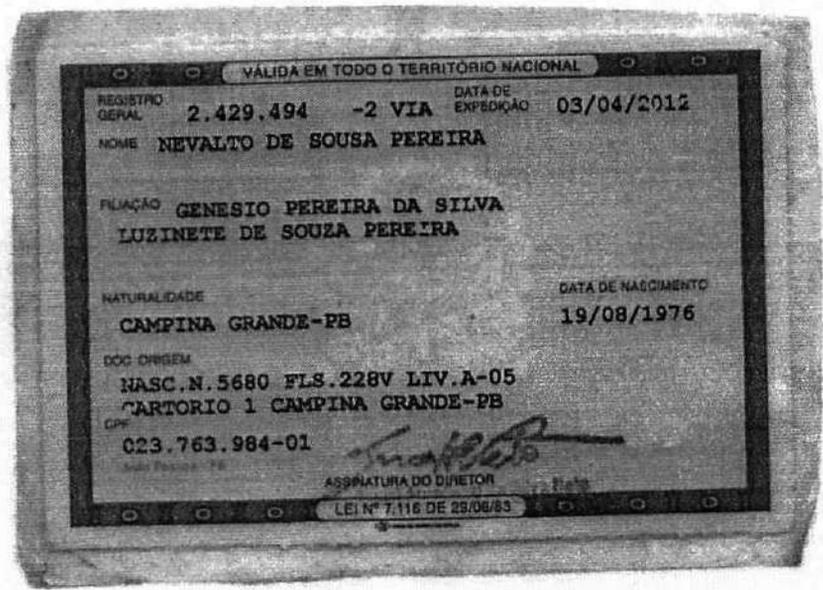 VÁLIDA EM TODO O TERRITÓRIO NACIONAL
REGISTRO GERAL 2.429.494 -2 VIA DATA DE EXPEDIÇÃO 03/04/2012
NOME NEVALTO DE SOUSA PEREIRA
FILIAÇÃO GENESIO PEREIRA DA SILVA
LUZINETE DE SOUZA PEREIRA
NATURALIDADE DATA DE NASCIMENTO
CAMPINA GRANDE-PB 19/08/1976
DOC ORIGEM
NASC.N.5680 FLS.228V LIV.A-05
CARTORIO 1 CAMPINA GRANDE-PB
CPF
023.763.984-01
João Pessoa - PB
ASSINATURA DO DIRETOR
LEI Nº 7.116 DE 29/08/83